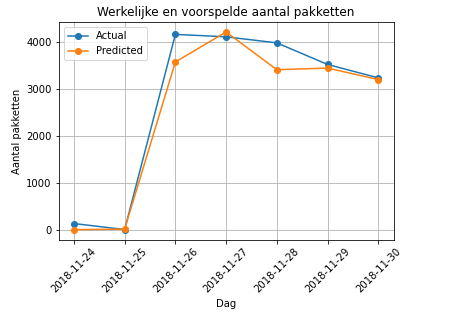 Werkelijke en voorspelde aantal pakketten
Actual
Predicted
4000
3000
2000
1000
0
Aantal pakketten
2018-11-24
2018-11-25
2018-11-26
2018-11-27
2018-11-28
2018-11-29
2018-11-30
Dag